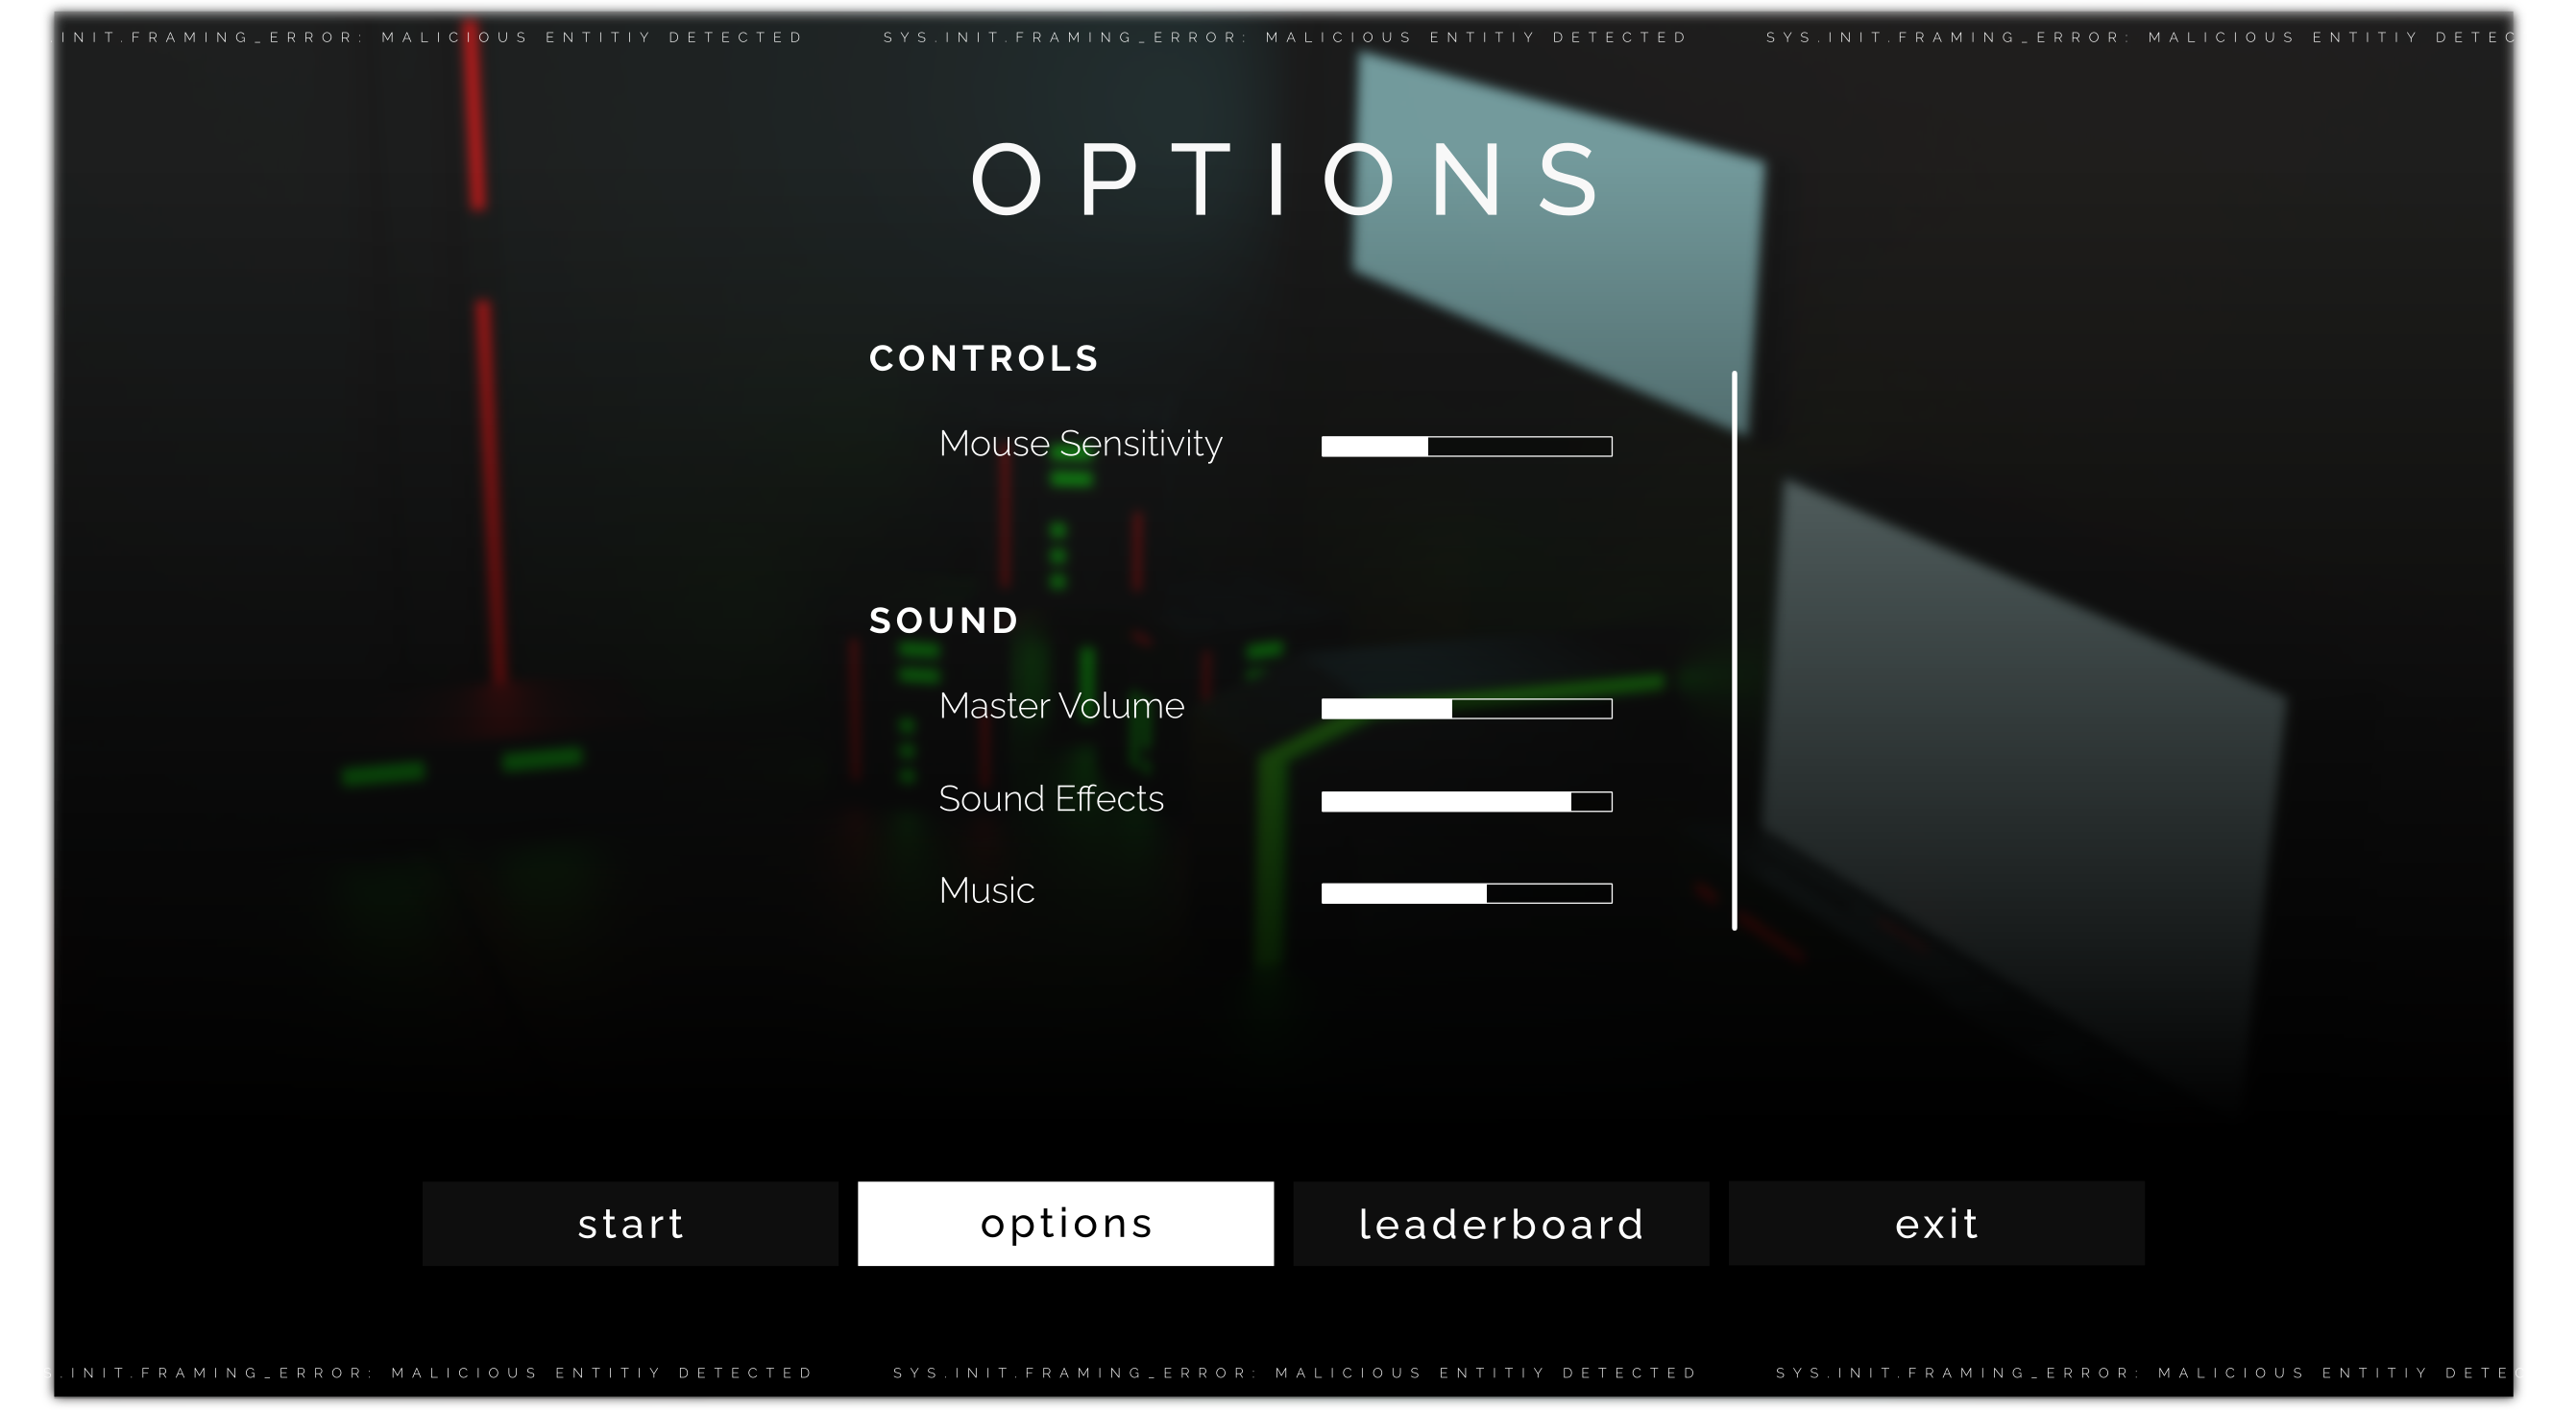 INIT.FRAMING_ERROR: MALICIOUS ENTITIY DETECTED SYS.INIT.FRAMING_ERROR: MALICIOUS ENTITIY DETECTED SYS.INIT.FRAMING_ERROR: MALICIOUS ENTITIY DETEC
OPTIONS
CONTROLS
Mouse Sensitivity
SOUND
Master Volume
Sound Effects
Music
start options leaderboard exit
S.INIT.FRAMING_ERROR: MALICIOUS ENTITIY DETECTED SYS.INIT.FRAMING_ERROR: MALICIOUS ENTITIY DETECTED SYS.INIT.FRAMING_ERROR: MALICIOUS ENTITIY DETEC